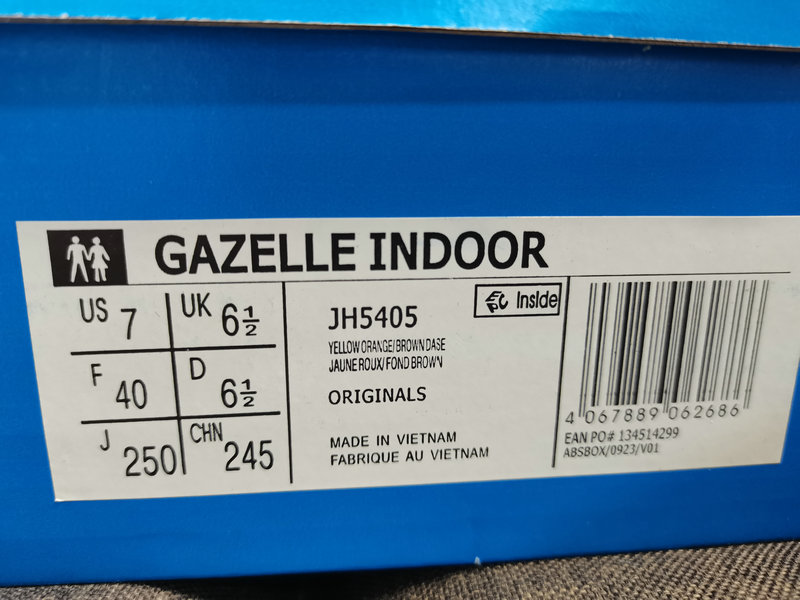 GAZELLE INDOOR
US 7 UK 6½
F 40 D 6½
J 250 CHN 245
JH5405
Inside
YELLOW ORANGE/BROWN DASE
JAUNE ROUX/FOND BROWN
ORIGINALS
MADE IN VIETNAM
FABRIQUE AU VIETNAM
4 067889 062686
EAN PO# 134514299
ABSBOX/0923/V01